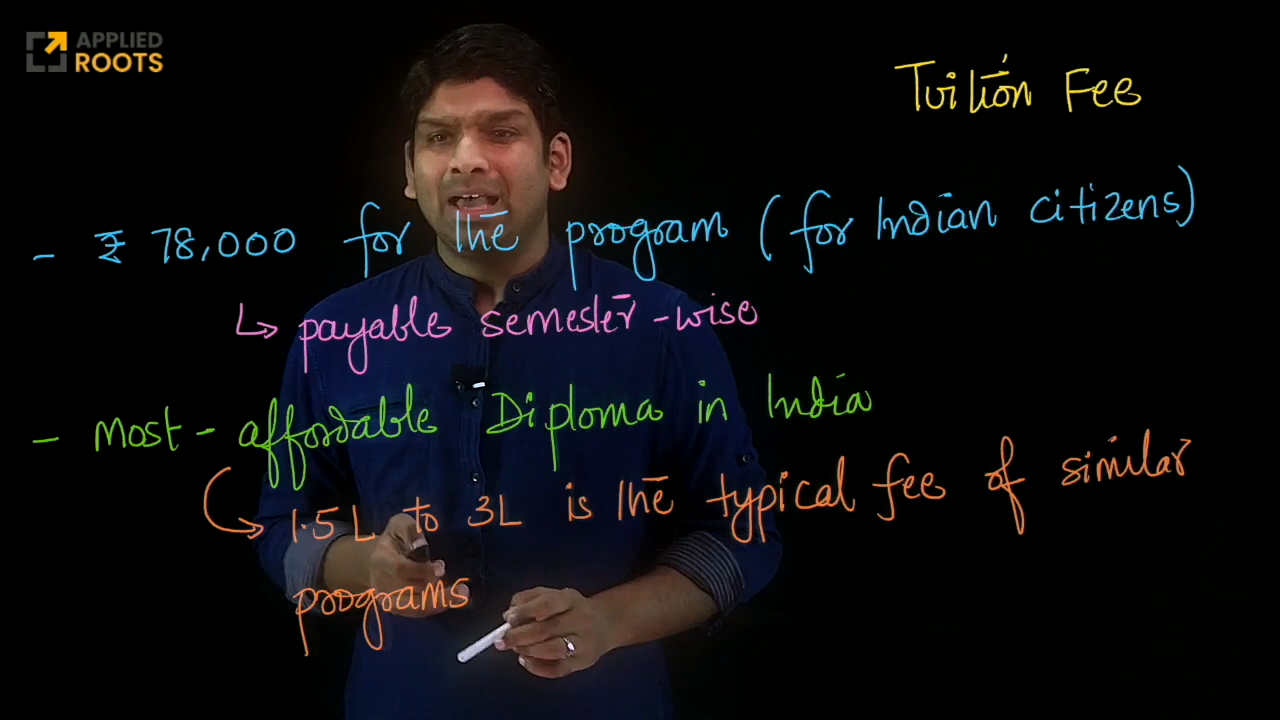 APPLIED
ROOTS
Tuition Fee
- ₹ 78,000 for the program (for Indian citizens)
↳ payable semester-wise
- Most-affordable Diploma in India
↳ 1.5L to 3L is the typical fee of similar
programs